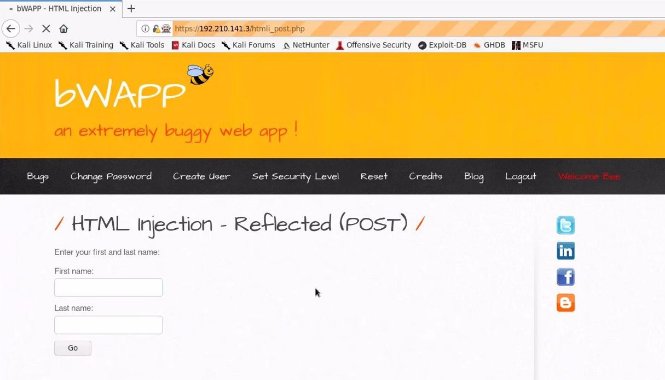 bWAPP - HTML Injection
https://192.210.141.3/htmli_post.php
Kali Linux Kali Training Kali Tools Kali Docs Kali Forums NetHunter Offensive Security Exploit-DB GHDB MSFU
bWAPP
an extremely buggy web app !
Bugs Change Password Create User Set Security Level Reset Credits Blog Logout Welcome Bee
/ HTML Injection - Reflected (POST) /
Enter your first and last name:
First name:
Last name:
Go